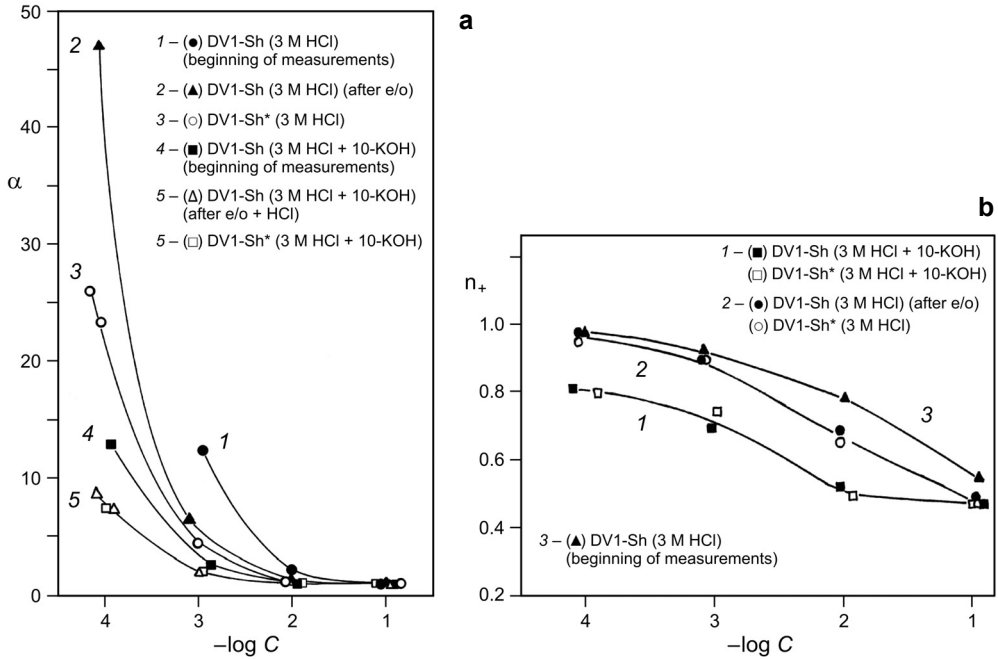 a
50
40
30
20
10
0
α
4
3
2
1
–log C
2
3
4
5
1
1 – (●) DV1-Sh (3 M HCl)
(beginning of measurements)
2 – (▲) DV1-Sh (3 M HCl) (after e/o)
3 – (○) DV1-Sh* (3 M HCl)
4 – (■) DV1-Sh (3 M HCl + 10-KOH)
(beginning of measurements)
5 – (△) DV1-Sh (3 M HCl + 10-KOH)
(after e/o + HCl)
5 – (□) DV1-Sh* (3 M HCl + 10-KOH)
b
n+
1.0
0.8
0.6
0.4
0.2
4
3
2
1
–log C
1 – (■) DV1-Sh (3 M HCl + 10-KOH)
(□) DV1-Sh* (3 M HCl + 10-KOH)
2 – (●) DV1-Sh (3 M HCl) (after e/o)
(○) DV1-Sh* (3 M HCl)
2
1
3
3 – (▲) DV1-Sh (3 M HCl)
(beginning of measurements)